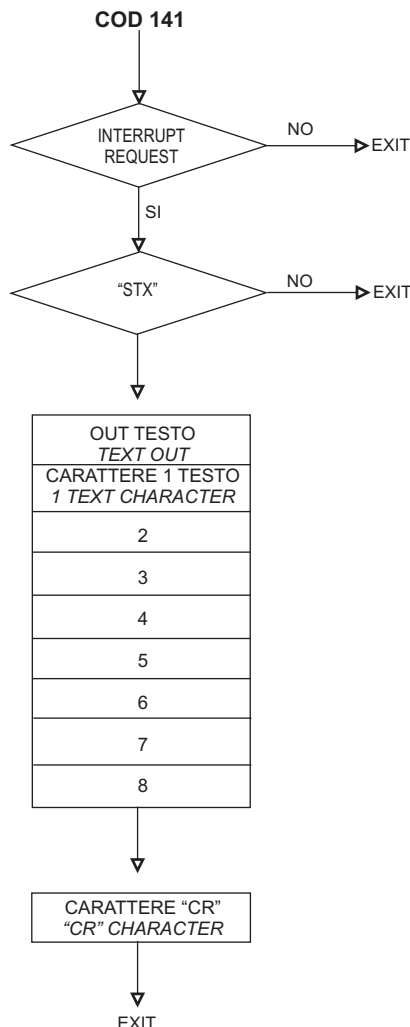 COD 141
INTERRUPT
REQUEST
NO
EXIT
SI
“STX”
NO
EXIT
OUT TESTO
TEXT OUT
CARATTERE 1 TESTO
1 TEXT CHARACTER
2
3
4
5
6
7
8
CARATTERE “CR”
“CR” CHARACTER
EXIT